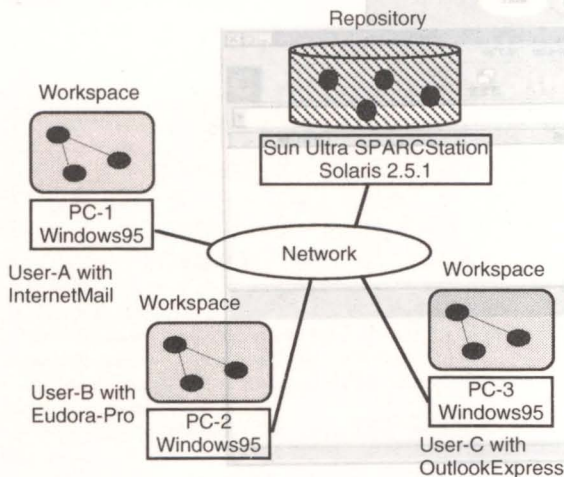 Repository
Sun Ultra SPARCStation
Solaris 2.5.1
Workspace
PC-1
Windows95
User-A with
InternetMail
Network
Workspace
User-B with
Eudora-Pro
PC-2
Windows95
Workspace
PC-3
Windows95
User-C with
OutlookExpress